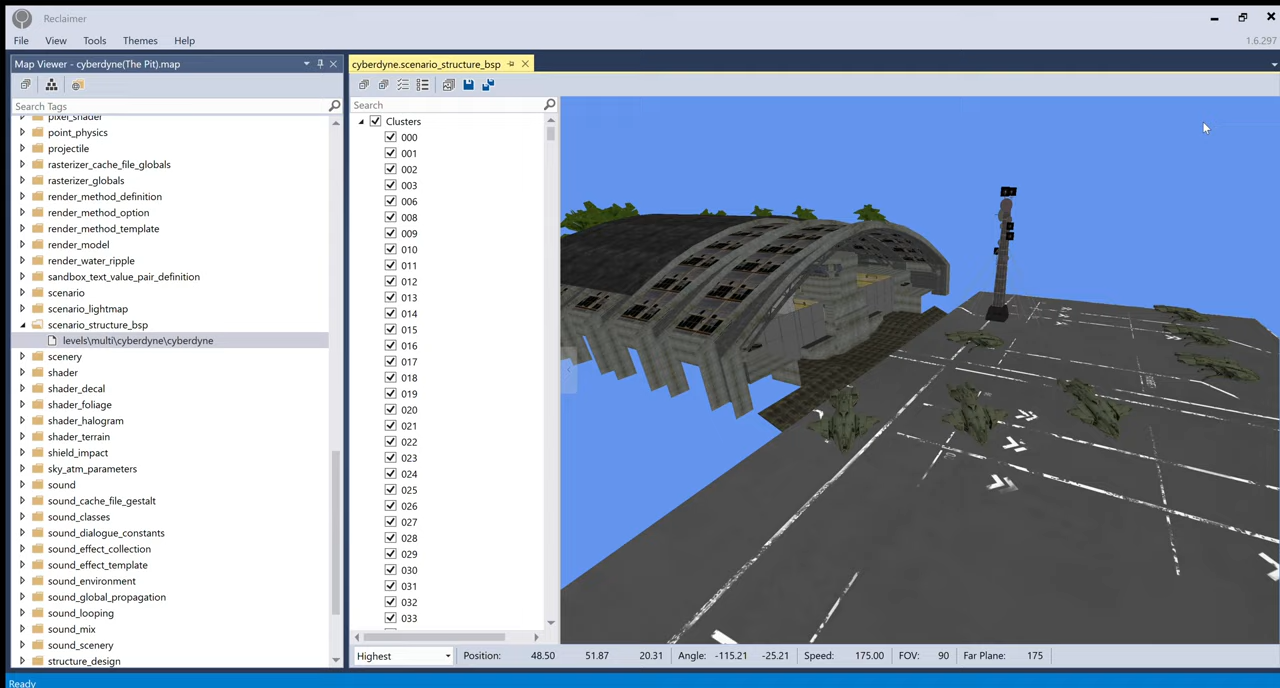 Reclaimer
File View Tools Themes Help
1.6.297
Map Viewer - cyberdyne(The Pit).map
cyberdyne.scenario_structure_bsp
Search Tags
pixel_shader
point_physics
projectile
rasterizer_cache_file_globals
rasterizer_globals
render_method_definition
render_method_option
render_method_template
render_model
render_water_ripple
sandbox_text_value_pair_definition
scenario
scenario_lightmap
scenario_structure_bsp
levels\multi\cyberdyne\cyberdyne
scenery
shader
shader_decal
shader_foliage
shader_halogram
shader_terrain
shield_impact
sky_atm_parameters
sound
sound_cache_file_gestalt
sound_classes
sound_dialogue_constants
sound_effect_collection
sound_effect_template
sound_environment
sound_global_propagation
sound_looping
sound_mix
sound_scenery
structure_design
Search
Clusters
000
001
002
003
006
008
009
010
011
012
013
014
015
016
017
018
019
020
021
022
023
024
025
026
027
028
029
030
031
032
033
Highest Position: 48.50 51.87 20.31 Angle: -115.21 -25.21 Speed: 175.00 FOV: 90 Far Plane: 175
Ready